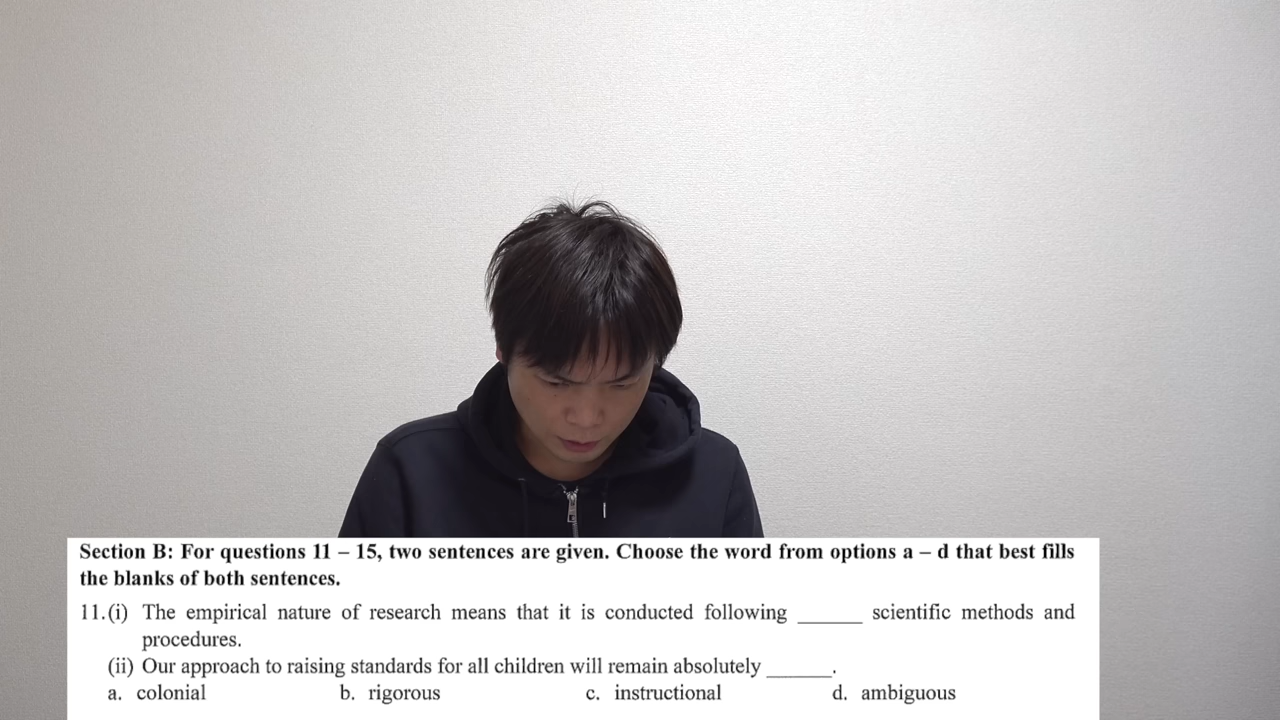 Section B: For questions 11 – 15, two sentences are given. Choose the word from options a – d that best fills
the blanks of both sentences.
11.(i) The empirical nature of research means that it is conducted following ______ scientific methods and
procedures.
(ii) Our approach to raising standards for all children will remain absolutely ______.
a. colonial b. rigorous c. instructional d. ambiguous